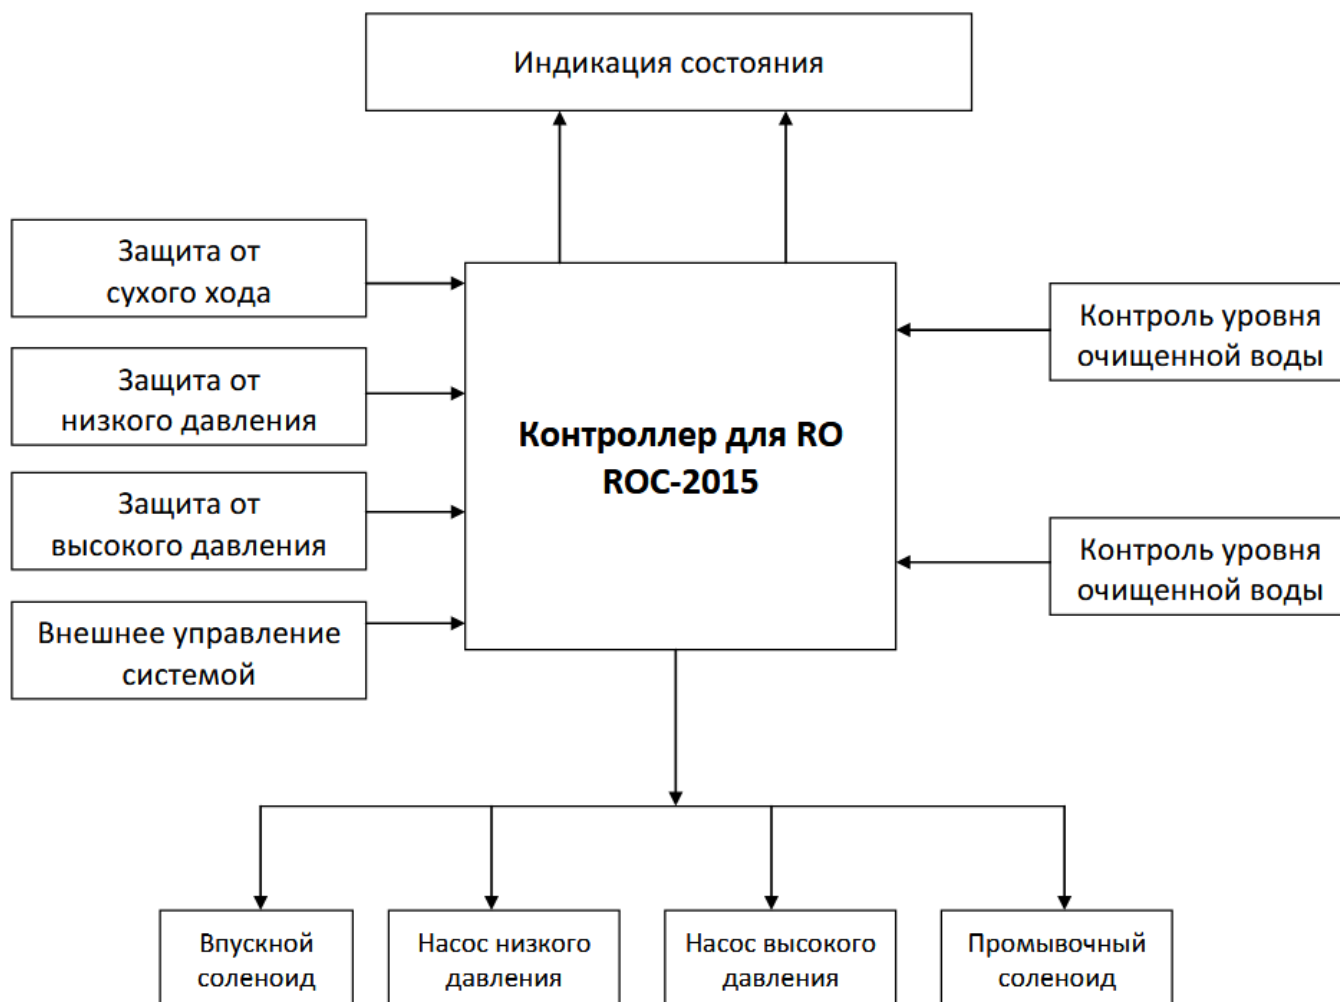 Индикация состояния
Защита от
сухого хода
Защита от
низкого давления
Защита от
высокого давления
Внешнее управление
системой
Контроллер для RO
ROC-2015
Контроль уровня
очищенной воды
Контроль уровня
очищенной воды
Впускной
соленоид
Насос низкого
давления
Насос высокого
давления
Промывочный
соленоид